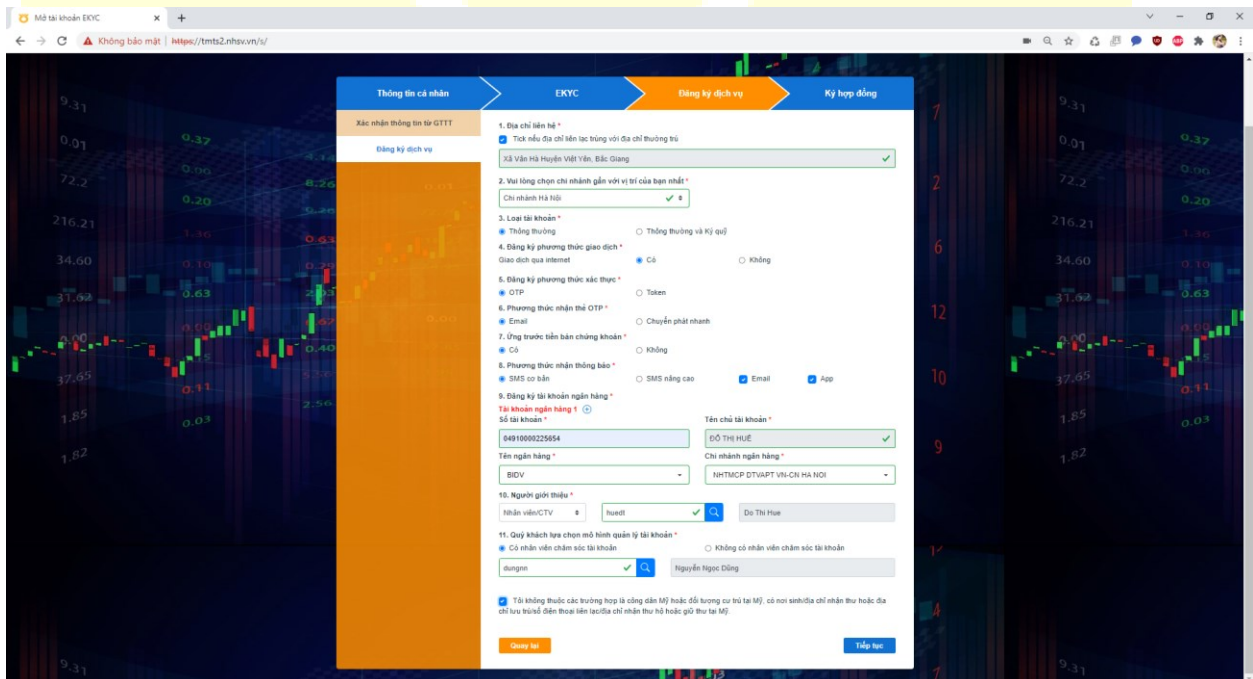 Mở tài khoản EKYC
Không bảo mật | https://tmts2.nhsv.vn/s/
Thông tin cá nhân EKYC Đăng ký dịch vụ Ký hợp đồng
Xác nhận thông tin từ GTTT
Đăng ký dịch vụ
1. Địa chỉ liên hệ *
Tick nếu địa chỉ liên lạc trùng với địa chỉ thường trú
Xã Vân Hà Huyện Việt Yên, Bắc Giang
2. Vui lòng chọn chi nhánh gần với vị trí của bạn nhất *
Chi nhánh Hà Nội
3. Loại tài khoản *
Thông thường Thông thường và Ký quỹ
4. Đăng ký phương thức giao dịch *
Giao dịch qua internet Có Không
5. Đăng ký phương thức xác thực *
OTP Token
6. Phương thức nhận thẻ OTP *
Email Chuyển phát nhanh
7. Ứng trước tiền bán chứng khoán *
Có Không
8. Phương thức nhận thông báo *
SMS cơ bản SMS nâng cao Email App
9. Đăng ký tài khoản ngân hàng *
Tài khoản ngân hàng 1
Số tài khoản * Tên chủ tài khoản *
04910000225654 ĐỖ THỊ HUẾ
Tên ngân hàng * Chi nhánh ngân hàng *
BIDV NHTMCP DTVAPT VN-CN HA NOI
10. Người giới thiệu *
Nhân viên/CTV huedt Do Thi Hue
11. Quý khách lựa chọn mô hình quản lý tài khoản *
Có nhân viên chăm sóc tài khoản Không có nhân viên chăm sóc tài khoản
dungnn Nguyễn Ngọc Dũng
Tôi không thuộc các trường hợp là công dân Mỹ hoặc đối tượng cư trú tại Mỹ, có nơi sinh/địa chỉ nhận thư hoặc địa
chỉ lưu trú/số điện thoại liên lạc/địa chỉ nhận thư hộ hoặc giữ thư tại Mỹ.
Quay lại Tiếp tục